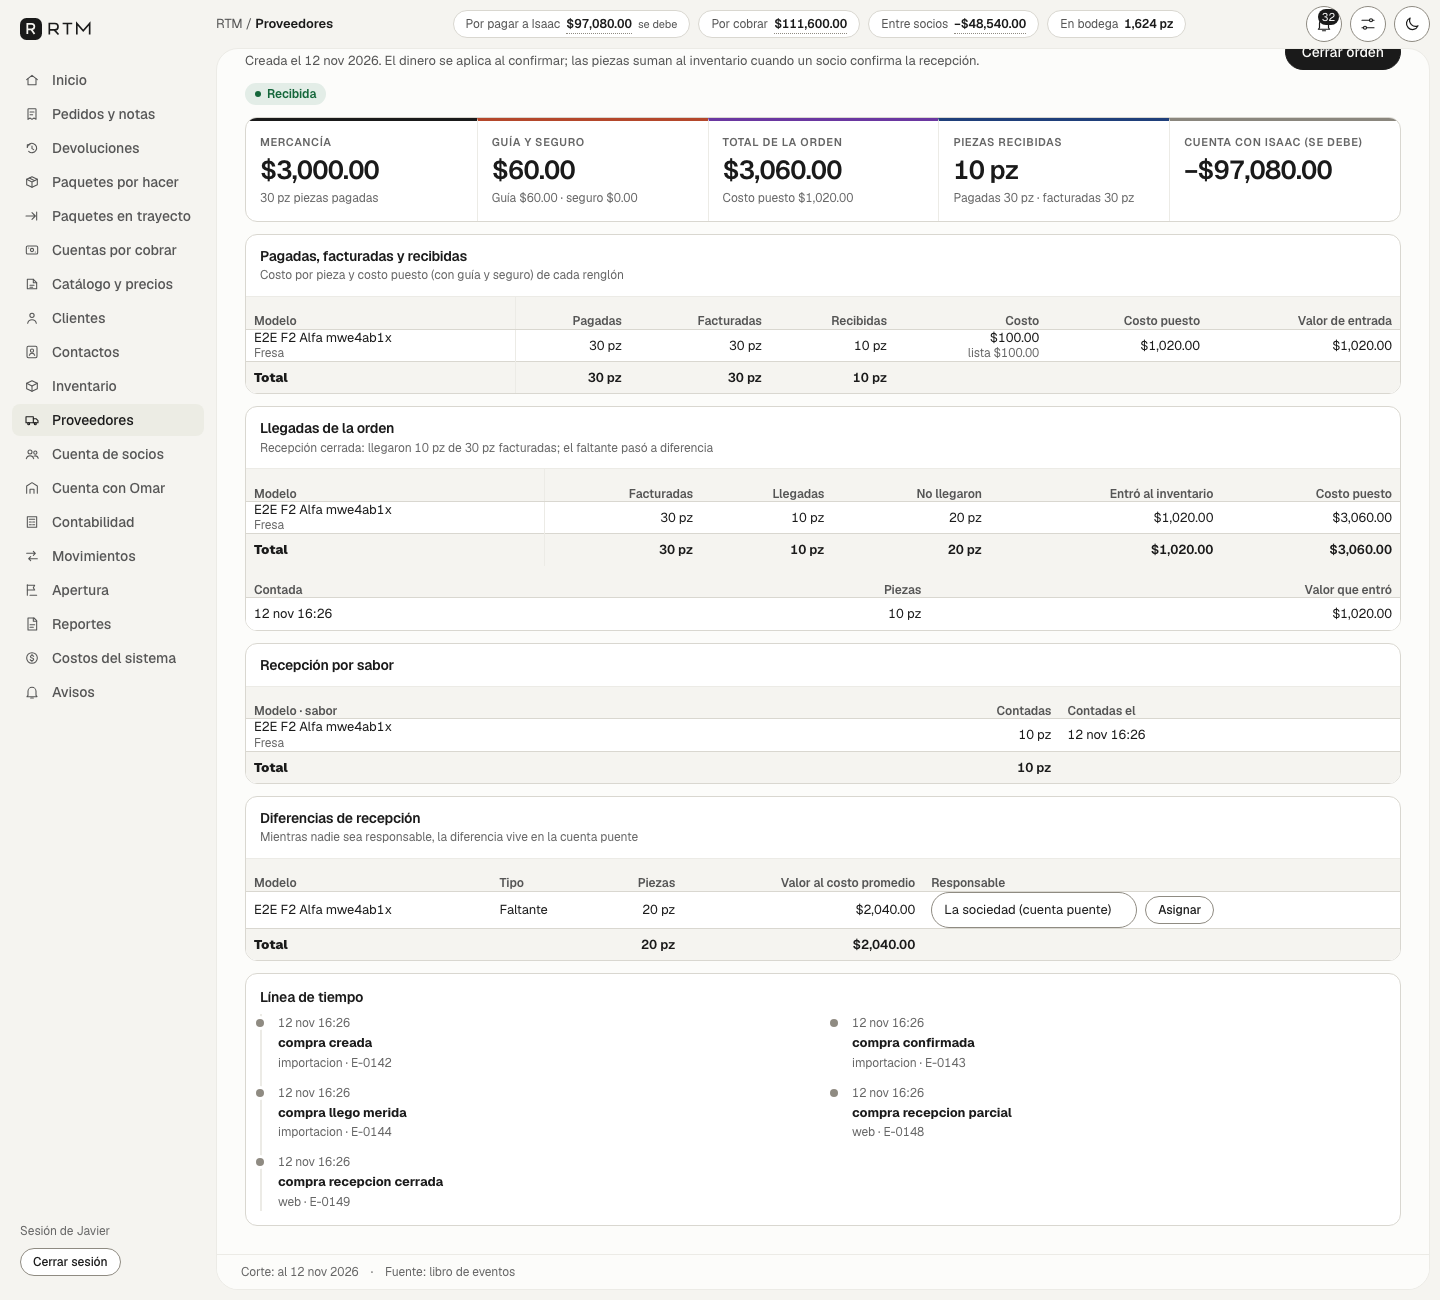 R RTM
RTM / Proveedores
Por pagar a Isaac $97,080.00 se debe
Por cobrar $111,600.00
Entre socios −$48,540.00
En bodega 1,624 pz
32
Inicio
Pedidos y notas
Devoluciones
Paquetes por hacer
Paquetes en trayecto
Cuentas por cobrar
Catálogo y precios
Clientes
Contactos
Inventario
Proveedores
Cuenta de socios
Cuenta con Omar
Contabilidad
Movimientos
Apertura
Reportes
Costos del sistema
Avisos
Sesión de Javier
Cerrar sesión
Creada el 12 nov 2026. El dinero se aplica al confirmar; las piezas suman al inventario cuando un socio confirma la recepción.
Cerrar orden
Recibida
MERCANCÍA
$3,000.00
30 pz piezas pagadas
GUÍA Y SEGURO
$60.00
Guía $60.00 · seguro $0.00
TOTAL DE LA ORDEN
$3,060.00
Costo puesto $1,020.00
PIEZAS RECIBIDAS
10 pz
Pagadas 30 pz · facturadas 30 pz
CUENTA CON ISAAC (SE DEBE)
−$97,080.00
Pagadas, facturadas y recibidas
Costo por pieza y costo puesto (con guía y seguro) de cada renglón
Modelo Pagadas Facturadas Recibidas Costo Costo puesto Valor de entrada
E2E F2 Alfa mwe4ab1x 30 pz 30 pz 10 pz $100.00 $1,020.00 $1,020.00
Fresa lista $100.00
Total 30 pz 30 pz 10 pz
Llegadas de la orden
Recepción cerrada: llegaron 10 pz de 30 pz facturadas; el faltante pasó a diferencia
Modelo Facturadas Llegadas No llegaron Entró al inventario Costo puesto
E2E F2 Alfa mwe4ab1x 30 pz 10 pz 20 pz $1,020.00 $3,060.00
Fresa
Total 30 pz 10 pz 20 pz $1,020.00 $3,060.00
Contada Piezas Valor que entró
12 nov 16:26 10 pz $1,020.00
Recepción por sabor
Modelo · sabor Contadas Contadas el
E2E F2 Alfa mwe4ab1x 10 pz 12 nov 16:26
Fresa
Total 10 pz
Diferencias de recepción
Mientras nadie sea responsable, la diferencia vive en la cuenta puente
Modelo Tipo Piezas Valor al costo promedio Responsable
E2E F2 Alfa mwe4ab1x Faltante 20 pz $2,040.00 La sociedad (cuenta puente) Asignar
Total 20 pz $2,040.00
Línea de tiempo
12 nov 16:26
compra creada
importacion · E-0142
12 nov 16:26
compra confirmada
importacion · E-0143
12 nov 16:26
compra llego merida
importacion · E-0144
12 nov 16:26
compra recepcion parcial
web · E-0148
12 nov 16:26
compra recepcion cerrada
web · E-0149
Corte: al 12 nov 2026 · Fuente: libro de eventos